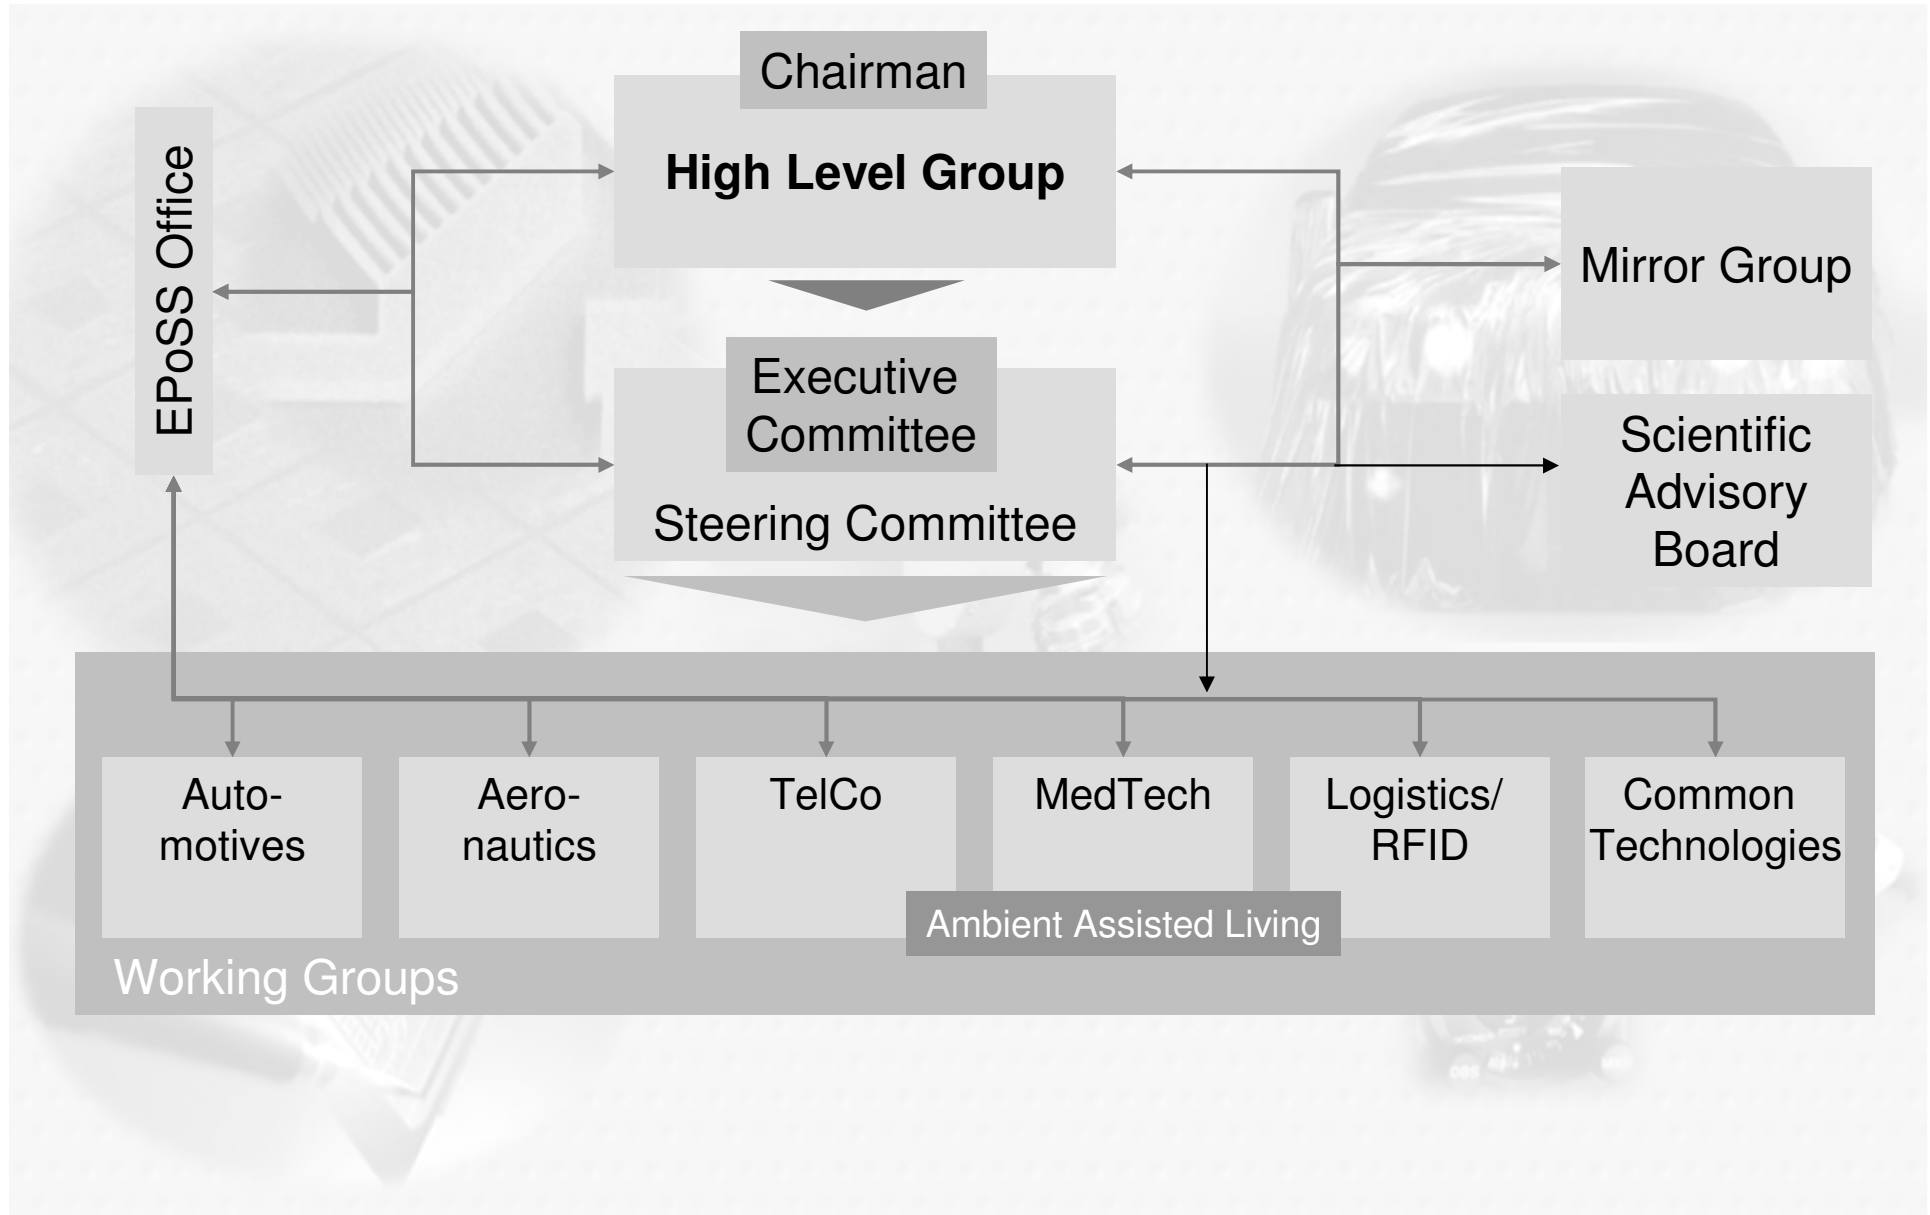 Chairman
High Level Group
EPoSS Office
Mirror Group
Executive
Committee
Steering Committee
Scientific
Advisory
Board
Auto-
motives
Aero-
nautics
TelCo
MedTech
Logistics/
RFID
Common
Technologies
Ambient Assisted Living
Working Groups